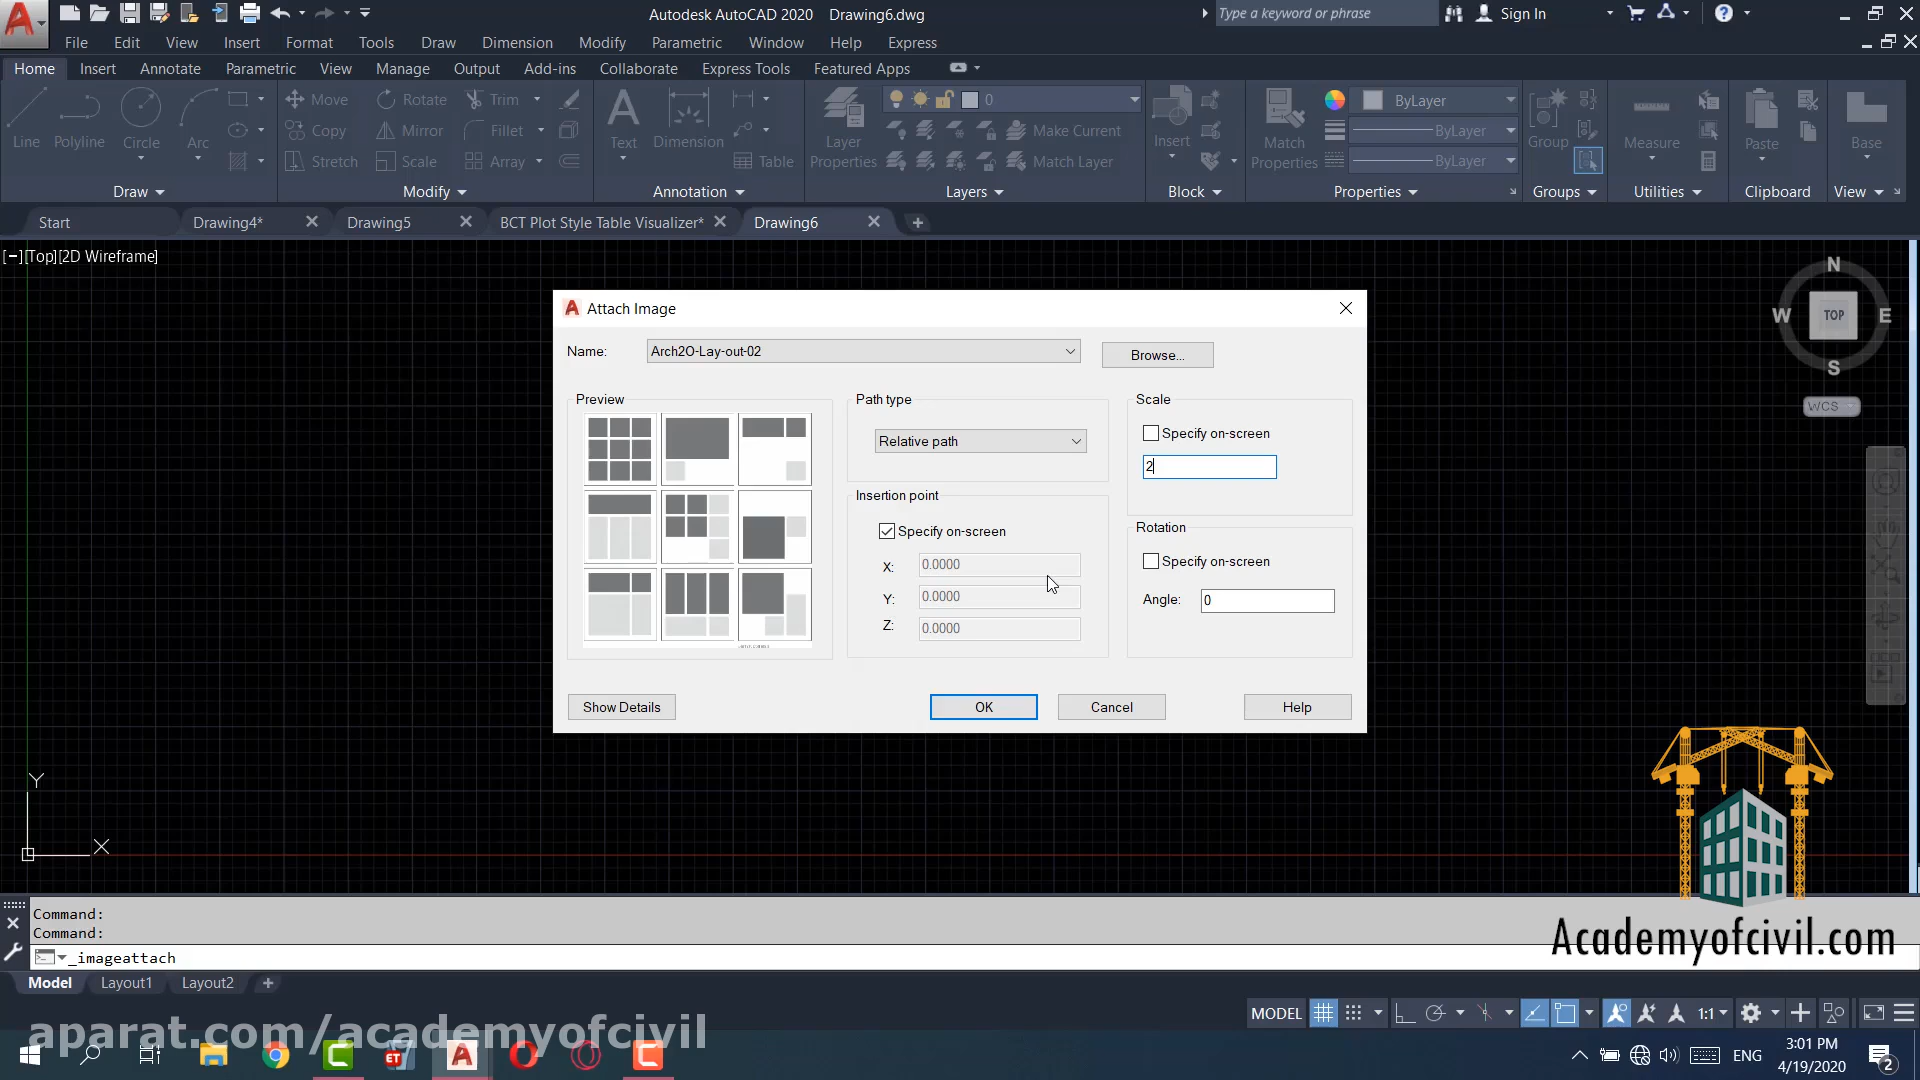 Autodesk AutoCAD 2020 Drawing6.dwg
Type a keyword or phrase
Sign In
File Edit View Insert Format Tools Draw Dimension Modify Parametric Window Help Express
Home Insert Annotate Parametric View Manage Output Add-ins Collaborate Express Tools Featured Apps
Line Polyline Circle Arc
Move Rotate Trim
Copy Mirror Fillet
Stretch Scale Array
Text Dimension
Table
Layer
Properties
0
Make Current
Match Layer
Insert
Match
Properties
ByLayer
ByLayer
ByLayer
Group
Measure
Paste
Base
Draw Modify Annotation Layers Block Properties Groups Utilities Clipboard View
Start Drawing4* Drawing5 BCT Plot Style Table Visualizer* Drawing6
[−][Top][2D Wireframe]
N
W TOP E
S
WCS
Attach Image
Name: Arch2O-Lay-out-02 Browse...
Preview
Path type
Relative path
Scale
Specify on-screen
2
Insertion point
Specify on-screen
X: 0.0000
Y: 0.0000
Z: 0.0000
Rotation
Specify on-screen
Angle: 0
Show Details OK Cancel Help
Y
X
Command:
Command:
_imageattach
Academyofcivil.com
Model Layout1 Layout2
MODEL 1:1
aparat.com/academyofcivil
ET
ENG
3:01 PM
4/19/2020
2